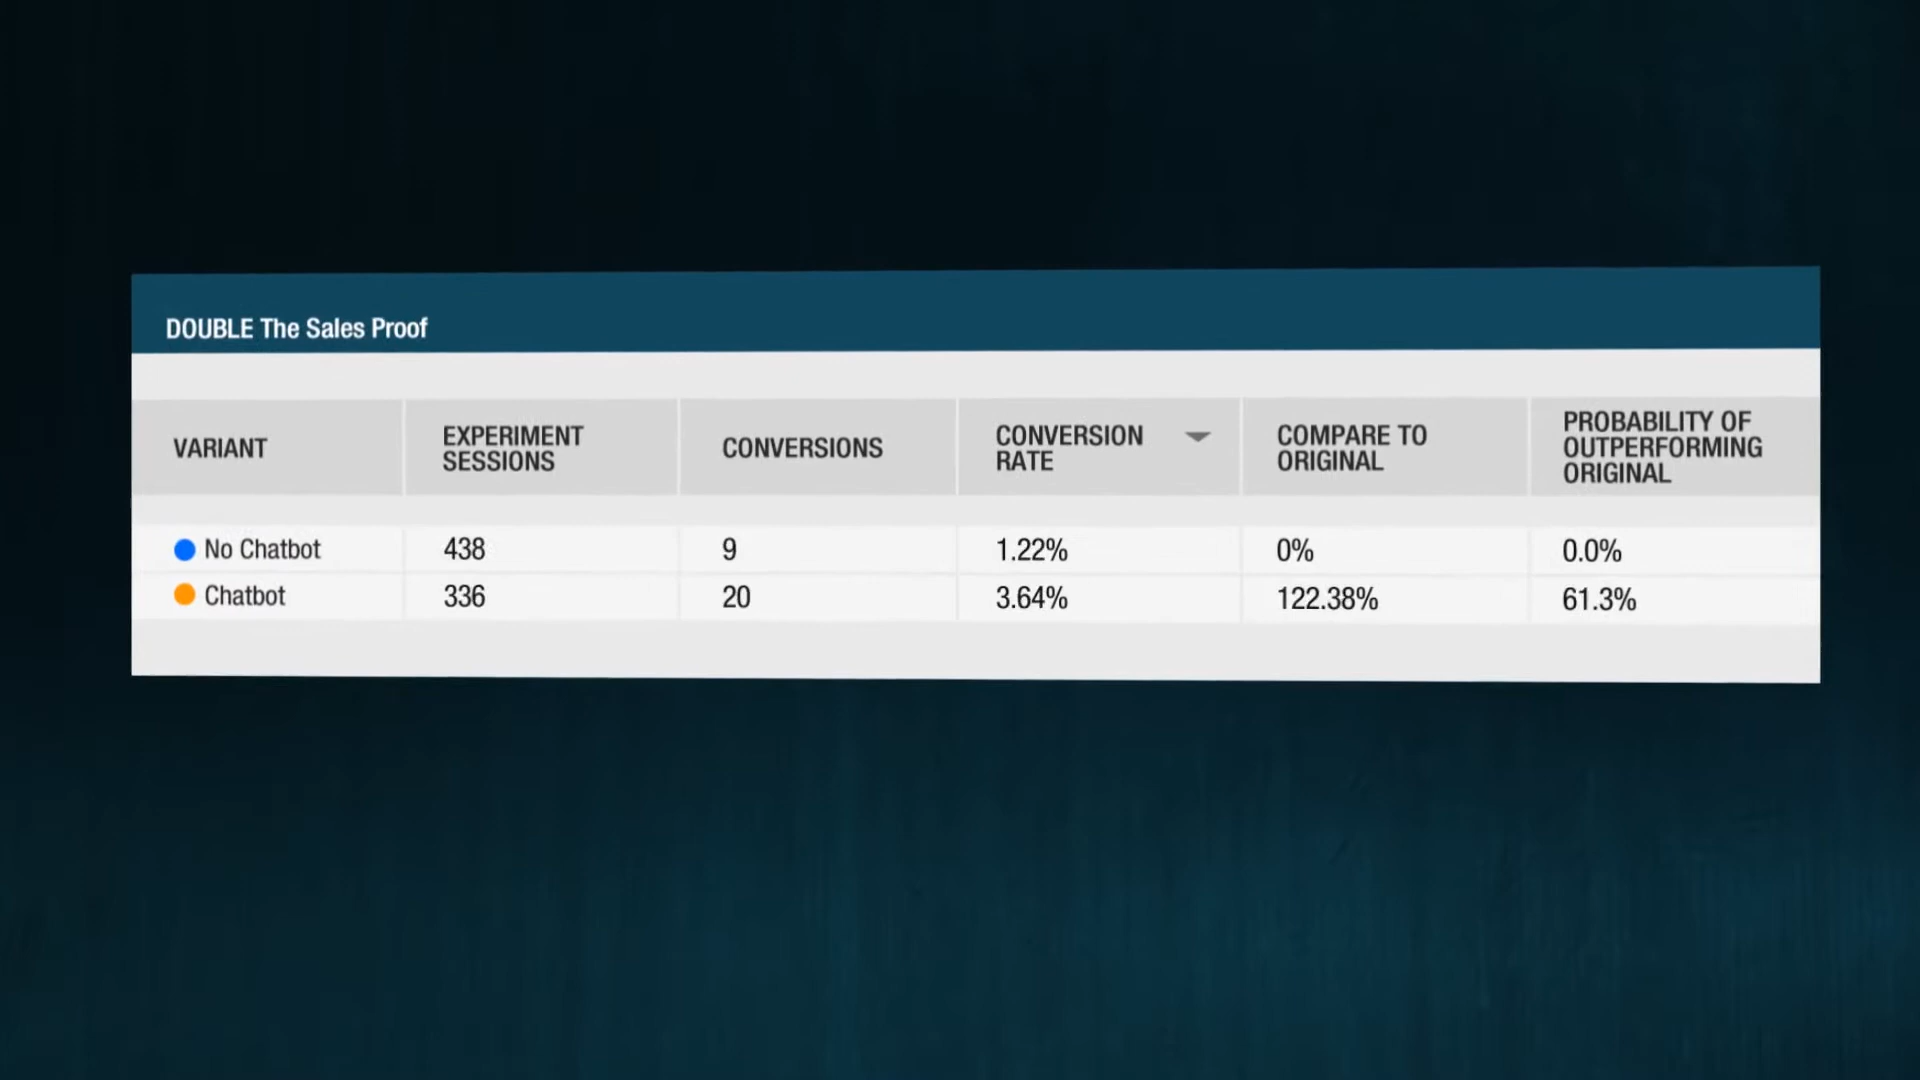 DOUBLE The Sales Proof
VARIANT
EXPERIMENT
SESSIONS
CONVERSIONS
CONVERSION
RATE
COMPARE TO
ORIGINAL
PROBABILITY OF
OUTPERFORMING
ORIGINAL
No Chatbot 438 9 1.22% 0% 0.0%
Chatbot 336 20 3.64% 122.38% 61.3%